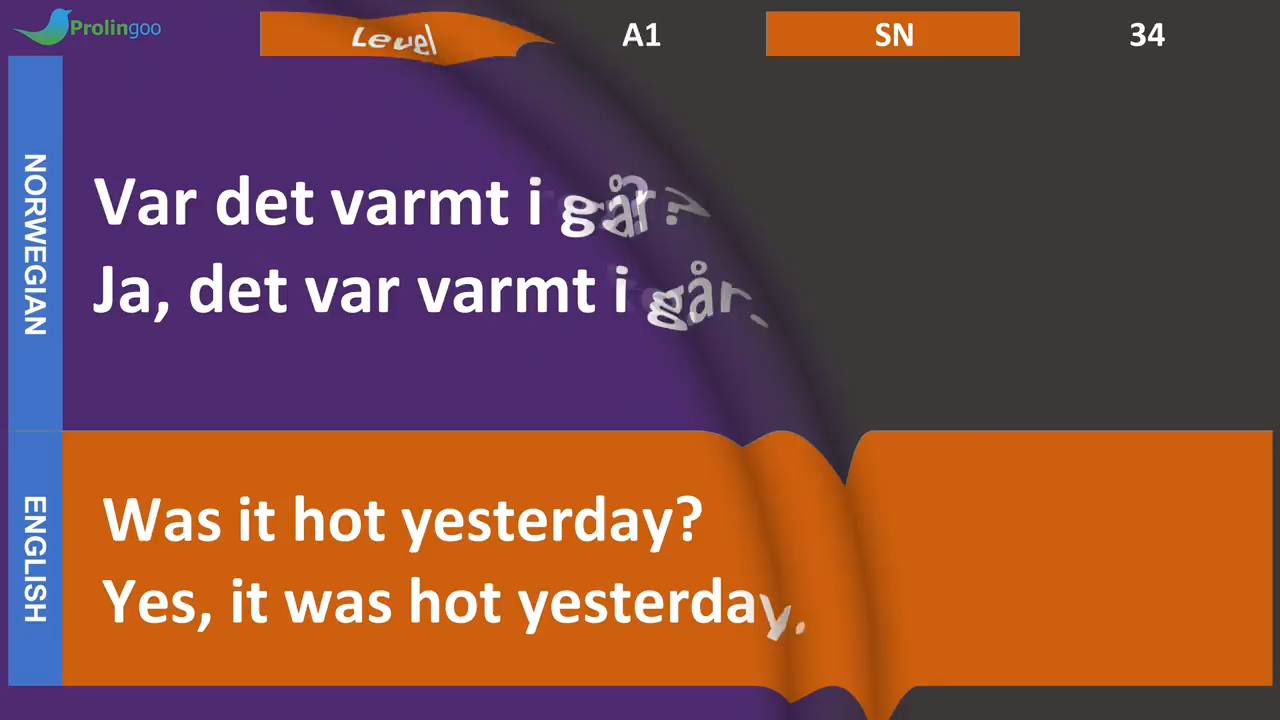 Prolingoo
Level A1 SN 34
NORWEGIAN
Var det varmt i går?
Ja, det var varmt i går.
ENGLISH
Was it hot yesterday?
Yes, it was hot yesterday.